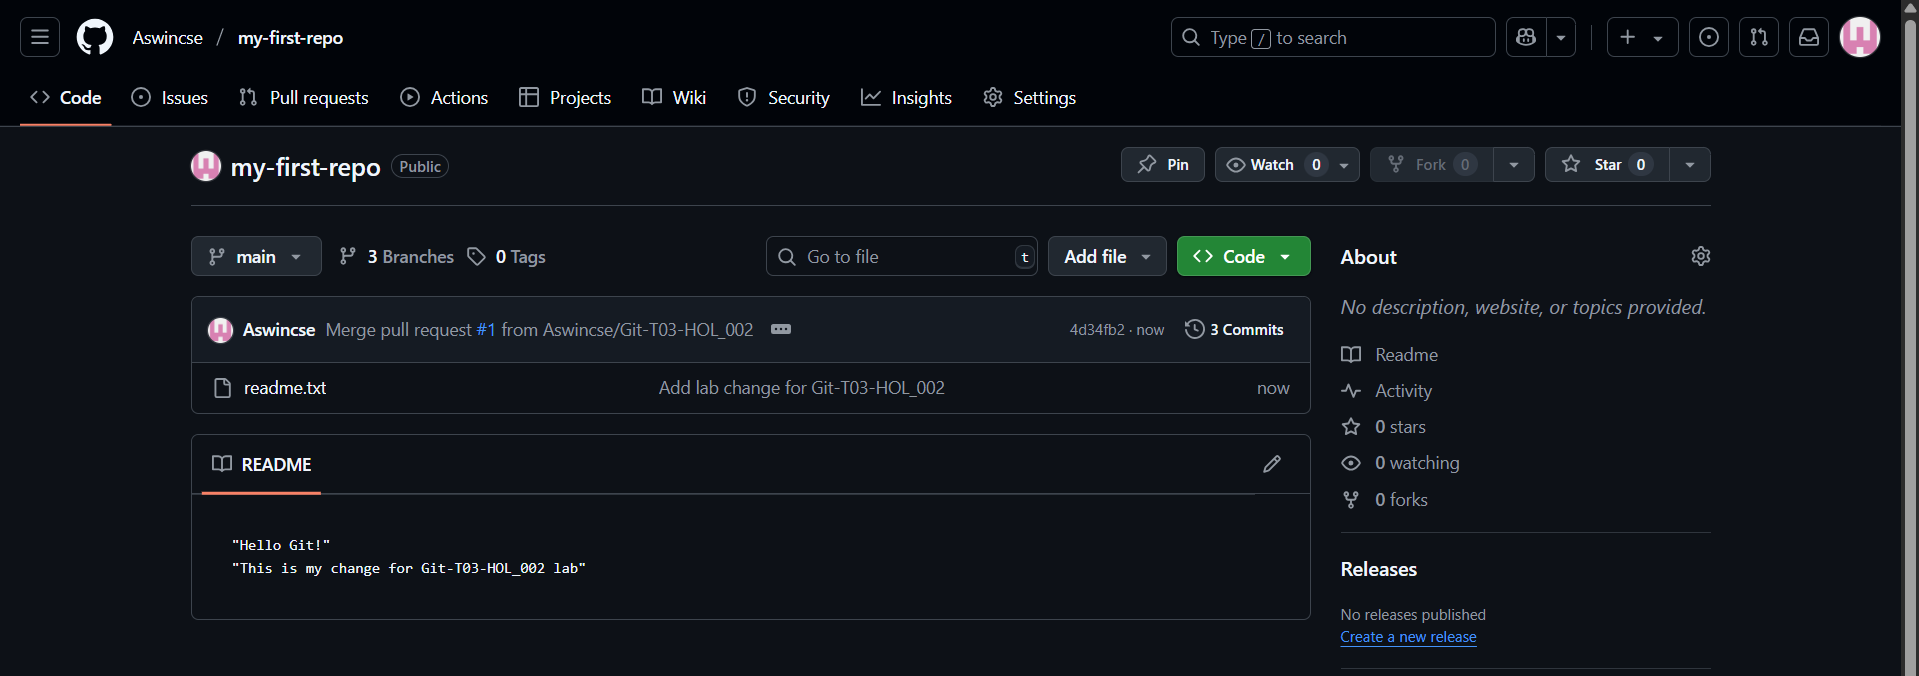 Aswincse / my-first-repo
Type / to search
Code Issues Pull requests Actions Projects Wiki Security Insights Settings
my-first-repo Public
Pin Watch 0 Fork 0 Star 0
main 3 Branches 0 Tags
Go to file t Add file Code
Aswincse Merge pull request #1 from Aswincse/Git-T03-HOL_002 4d34fb2 · now 3 Commits
readme.txt Add lab change for Git-T03-HOL_002 now
README
"Hello Git!"
"This is my change for Git-T03-HOL_002 lab"
About
No description, website, or topics provided.
Readme
Activity
0 stars
0 watching
0 forks
Releases
No releases published
Create a new release